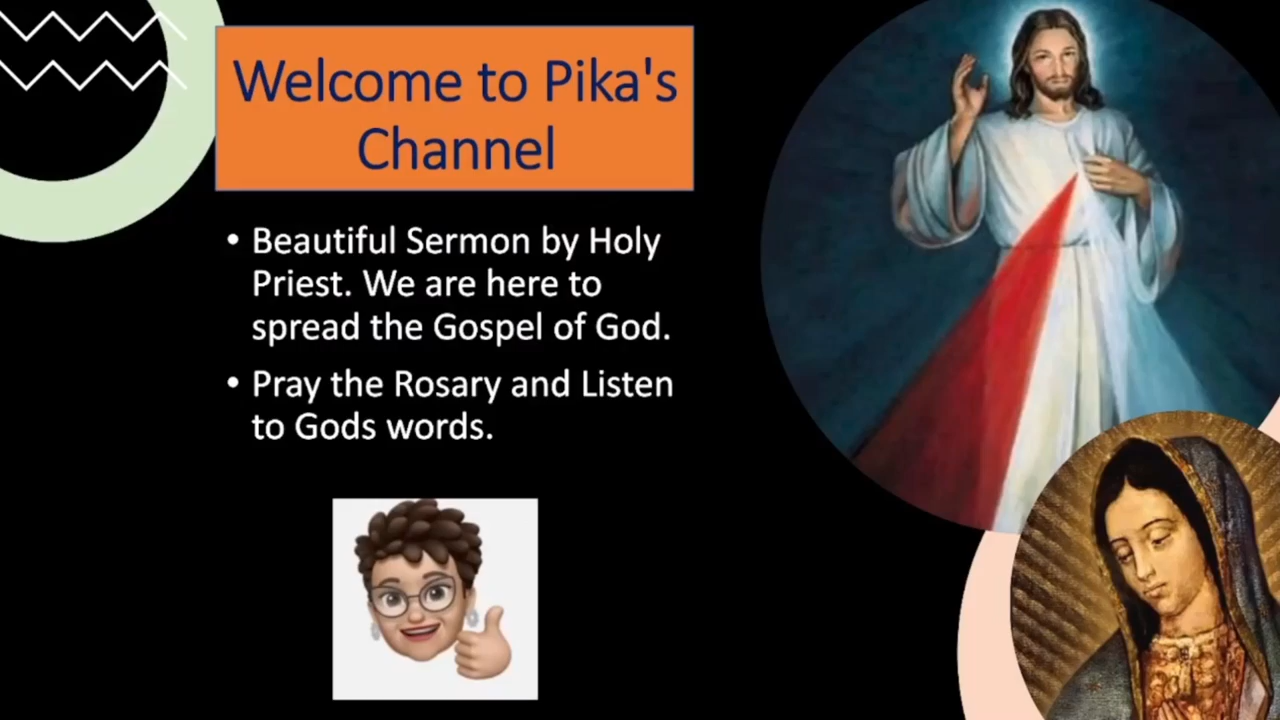 Welcome to Pika's
Channel
• Beautiful Sermon by Holy
Priest. We are here to
spread the Gospel of God.
• Pray the Rosary and Listen
to Gods words.